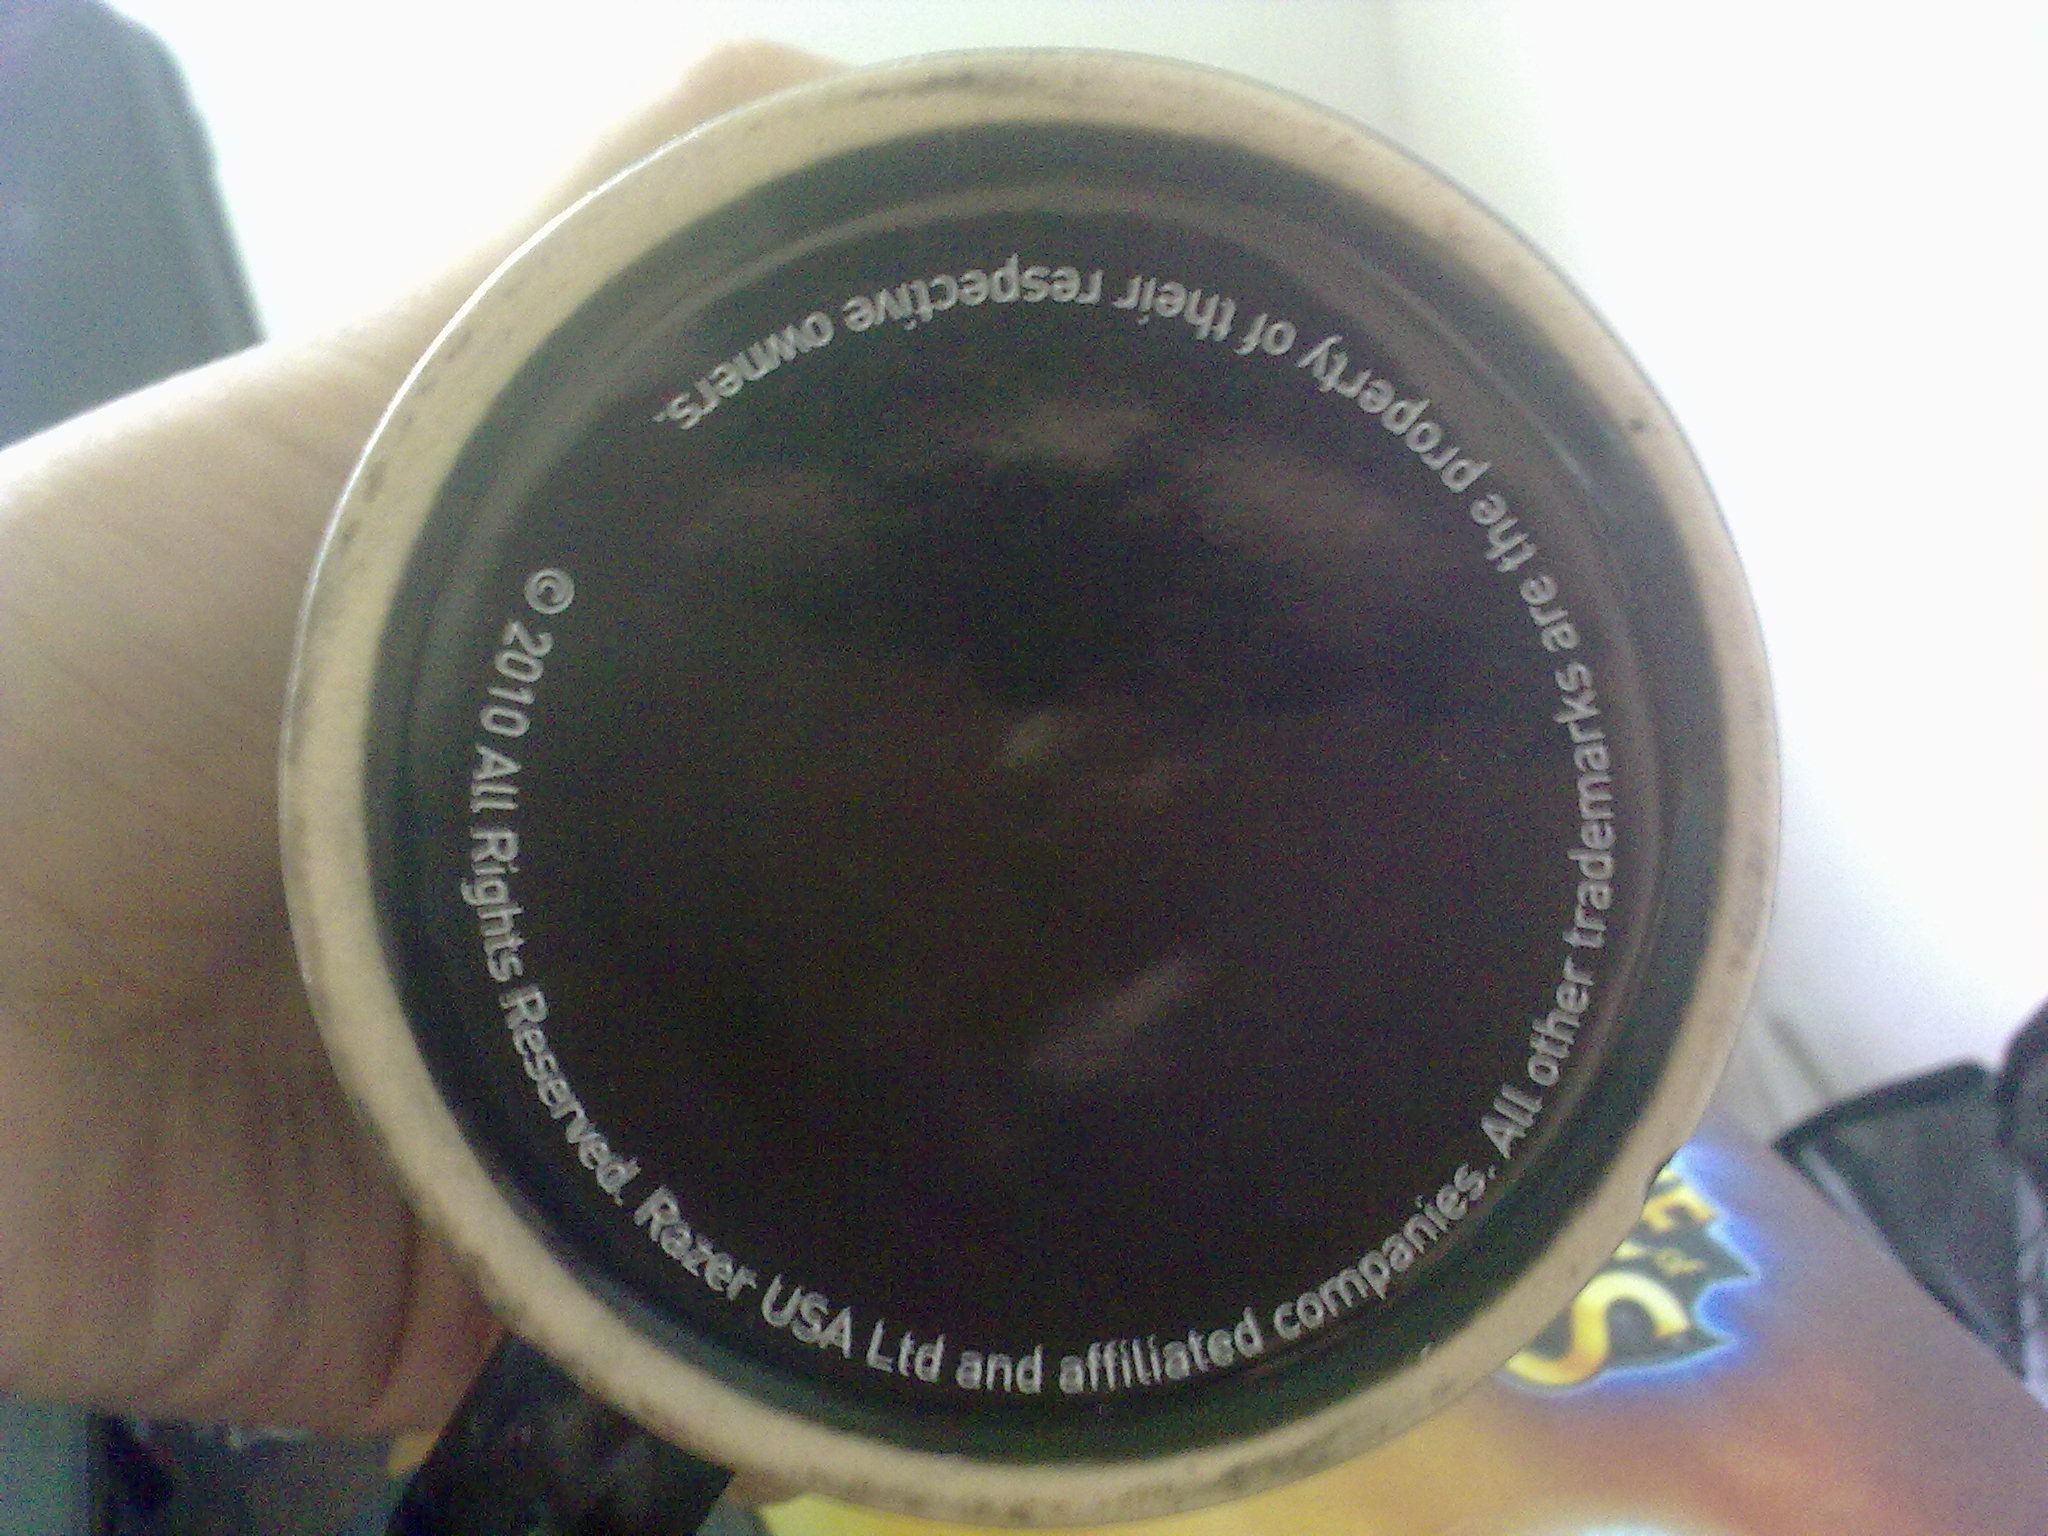 © 2010 All Rights Reserved. Razer USA Ltd and affiliated companies. All other trademarks are the property of their respective owners.